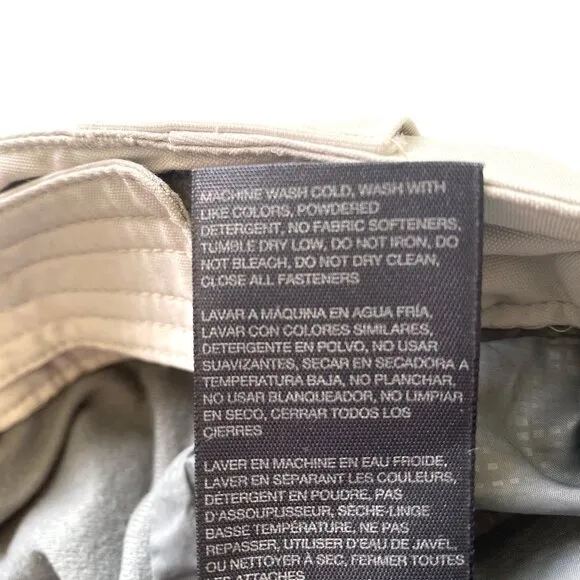 MACHINE WASH COLD, WASH WITH
LIKE COLORS, POWDERED
DETERGENT, NO FABRIC SOFTENERS,
TUMBLE DRY LOW, DO NOT IRON, DO
NOT BLEACH, DO NOT DRY CLEAN,
CLOSE ALL FASTENERS
LAVAR A MÁQUINA EN AGUA FRÍA,
LAVAR CON COLORES SIMILARES,
DETERGENTE EN POLVO, NO USAR
SUAVIZANTES, SECAR EN SECADORA A
TEMPERATURA BAJA, NO PLANCHAR,
NO USAR BLANQUEADOR, NO LIMPIAR
EN SECO, CERRAR TODOS LOS
CIERRES
LAVER EN MACHINE EN EAU FROIDE,
LAVER EN SEPARANT LES COULEURS,
DÉTERGENT EN POUDRE, PAS
D'ASSOUPLISSEUR, SÈCHE-LINGE
BASSE TEMPÉRATURE, NE PAS
REPASSER, UTILISER D'EAU DE JAVEL,
OU NETTOYER À SEC, FERMER TOUTES
LES ATTACHES